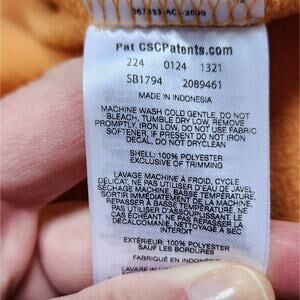 Pat CSCPatents.com
224 0124 1321
SB1794 2089461
MADE IN INDONESIA
MACHINE WASH COLD GENTLE, DO NOT
BLEACH, TUMBLE DRY LOW, REMOVE
PROMPTLY, IRON LOW, DO NOT USE FABRIC
SOFTENER, IF PRESENT DO NOT IRON
DECAL, DO NOT DRYCLEAN
SHELL: 100% POLYESTER
EXCLUSIVE OF TRIMMING
LAVAGE MACHINE A FROID, CYCLE
DÉLICAT, NE PAS UTILISER D'EAU DE JAVEL,
SÉCHAGE MACHINE, BASSE TEMPÉRATURE,
SORTIR IMMÉDIATEMENT DE LA MACHINE,
REPASSER À BASSE TEMPÉRATURE, NE
PAS UTILISER D'ASSOUPLISSANT, LE
CAS ÉCHÉANT, NE PAS REPASSER LA
DÉCALCOMANIE, NETTOYAGE A SEC
INTERDIT
EXTÉRIEUR: 100% POLYESTER
SAUF LES BORDURES
FABRIQUÉ EN INDONÉSIE